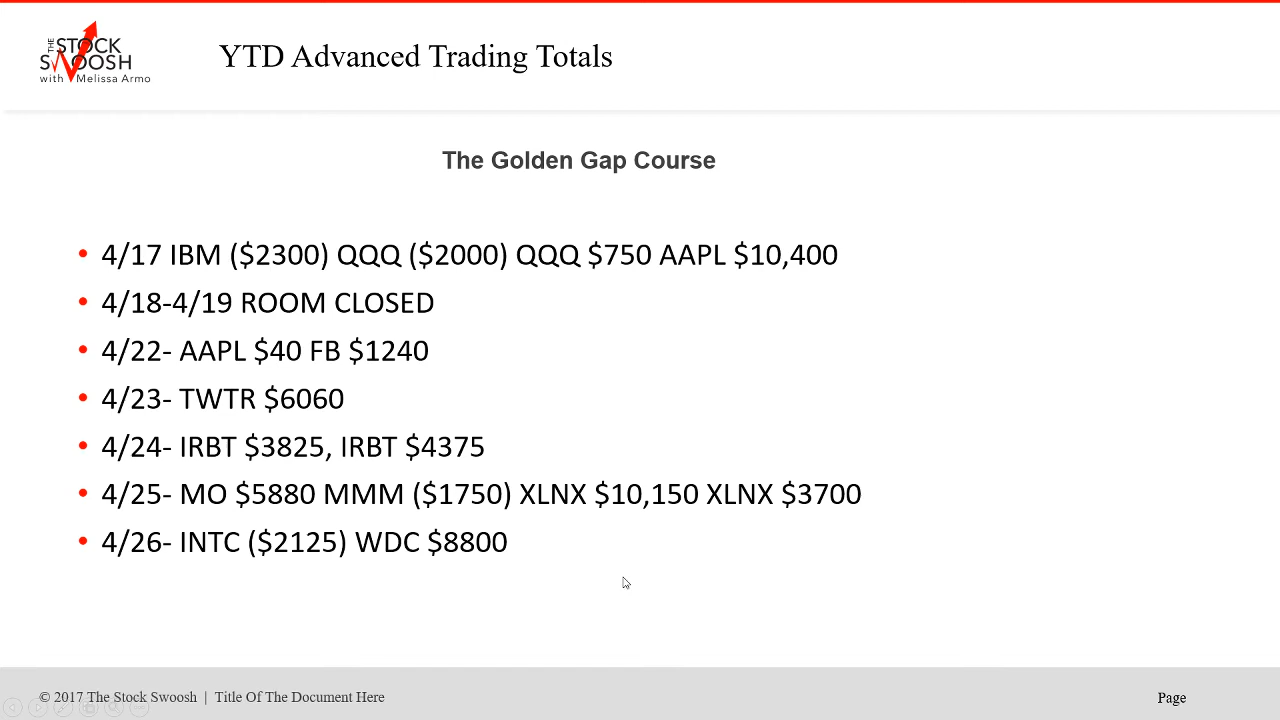 THE STOCK
SWOOSH
with Melissa Armo
YTD Advanced Trading Totals
The Golden Gap Course
• 4/17 IBM ($2300) QQQ ($2000) QQQ $750 AAPL $10,400
• 4/18-4/19 ROOM CLOSED
• 4/22- AAPL $40 FB $1240
• 4/23- TWTR $6060
• 4/24- IRBT $3825, IRBT $4375
• 4/25- MO $5880 MMM ($1750) XLNX $10,150 XLNX $3700
• 4/26- INTC ($2125) WDC $8800
© 2017 The Stock Swoosh | Title Of The Document Here
Page